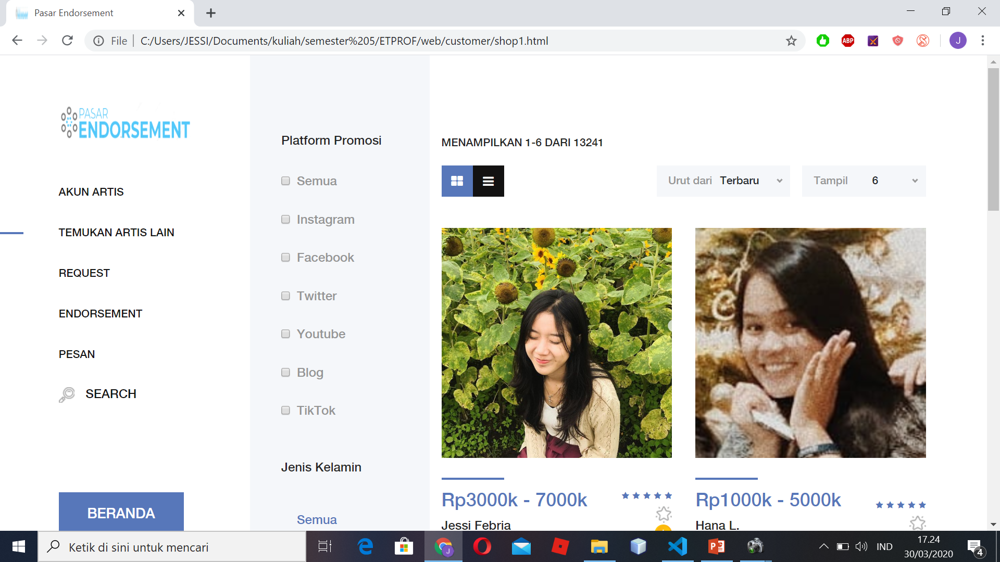 Pasar Endorsement
File
C:/Users/JESSI/Documents/kuliah/semester%205/ETPROF/web/customer/shop1.html
ABP
J
PASAR
ENDORSEMENT
AKUN ARTIS
TEMUKAN ARTIS LAIN
REQUEST
ENDORSEMENT
PESAN
SEARCH
BERANDA
Platform Promosi
Semua
Instagram
Facebook
Twitter
Youtube
Blog
TikTok
Jenis Kelamin
Semua
MENAMPILKAN 1-6 DARI 13241
Urut dari Terbaru
Tampil 6
Rp3000k - 7000k
Jessi Febria
Rp1000k - 5000k
Hana L.
Ketik di sini untuk mencari
J
IND
17.24
30/03/2020
4